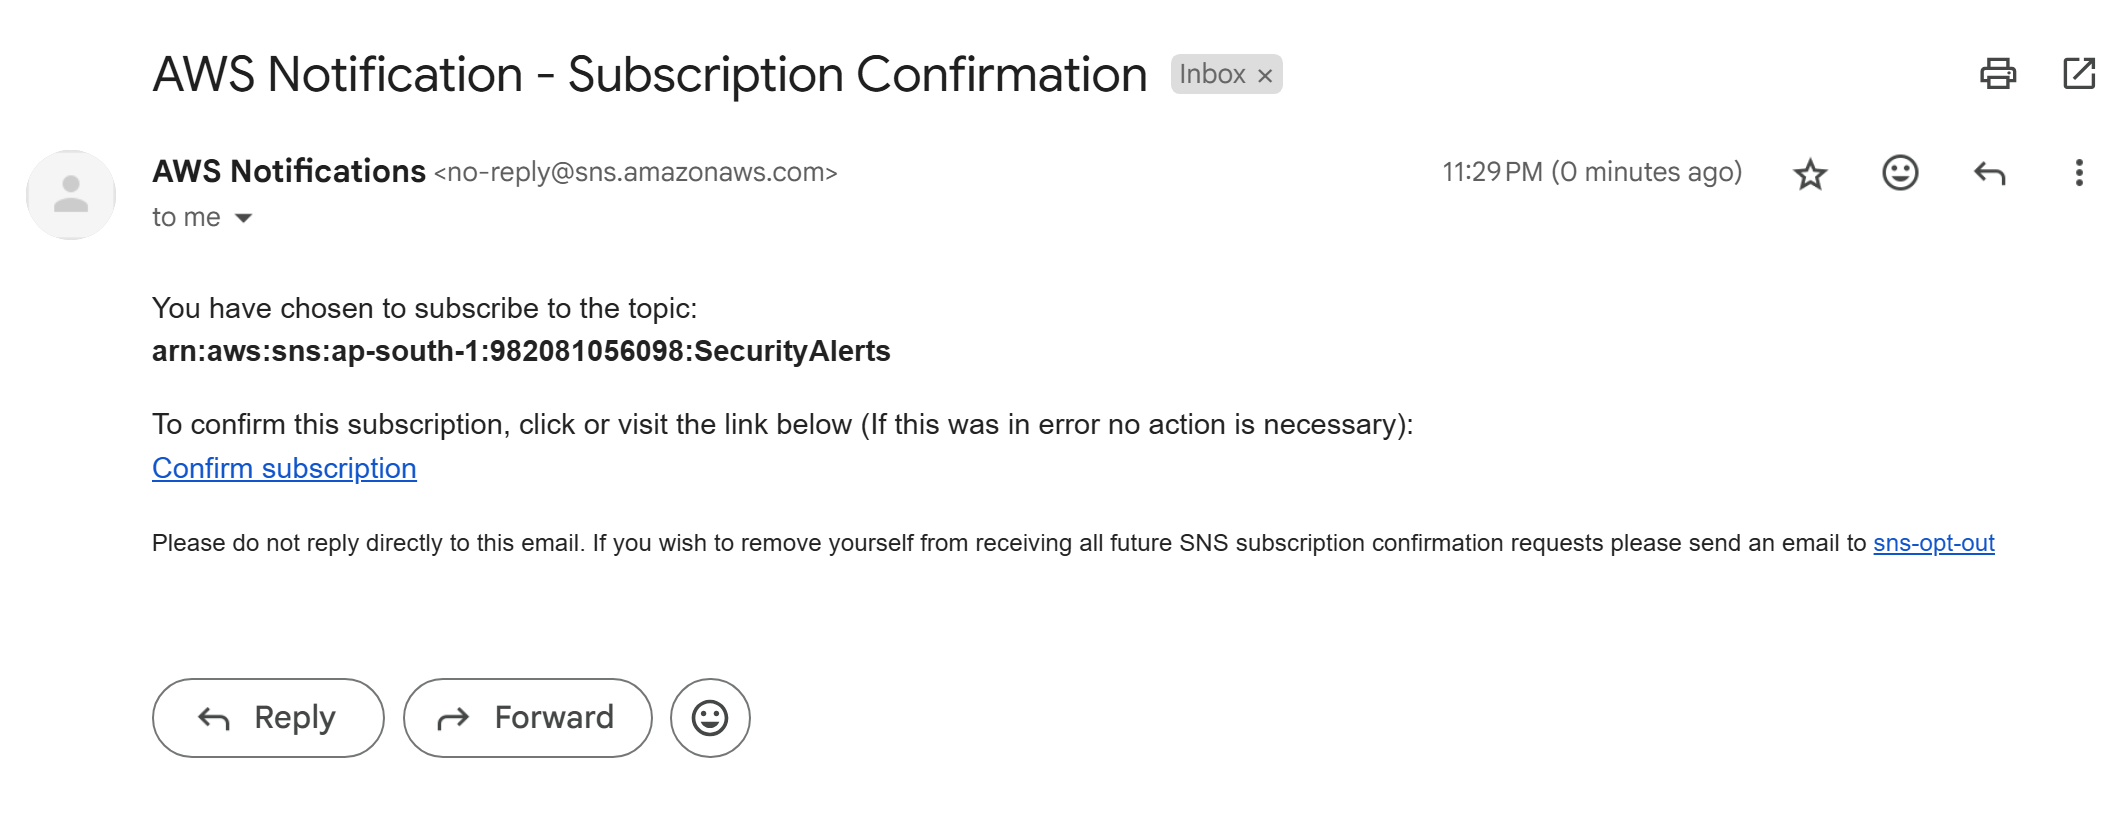 AWS Notification - Subscription Confirmation Inbox ×
AWS Notifications <no-reply@sns.amazonaws.com> 11:29 PM (0 minutes ago)
to me
You have chosen to subscribe to the topic:
arn:aws:sns:ap-south-1:982081056098:SecurityAlerts
To confirm this subscription, click or visit the link below (If this was in error no action is necessary):
Confirm subscription
Please do not reply directly to this email. If you wish to remove yourself from receiving all future SNS subscription confirmation requests please send an email to sns-opt-out
Reply Forward